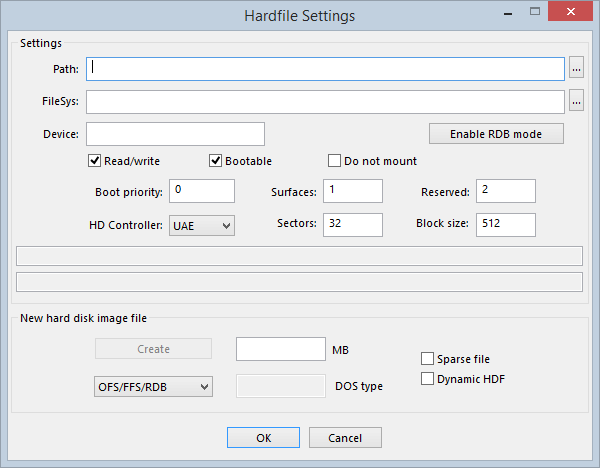 Hardfile Settings
Settings
Path: ...
FileSys: ...
Device: Enable RDB mode
Read/write Bootable Do not mount
Boot priority: 0 Surfaces: 1 Reserved: 2
HD Controller: UAE Sectors: 32 Block size: 512
New hard disk image file
Create MB
Sparse file
OFS/FFS/RDB DOS type
Dynamic HDF
OK Cancel